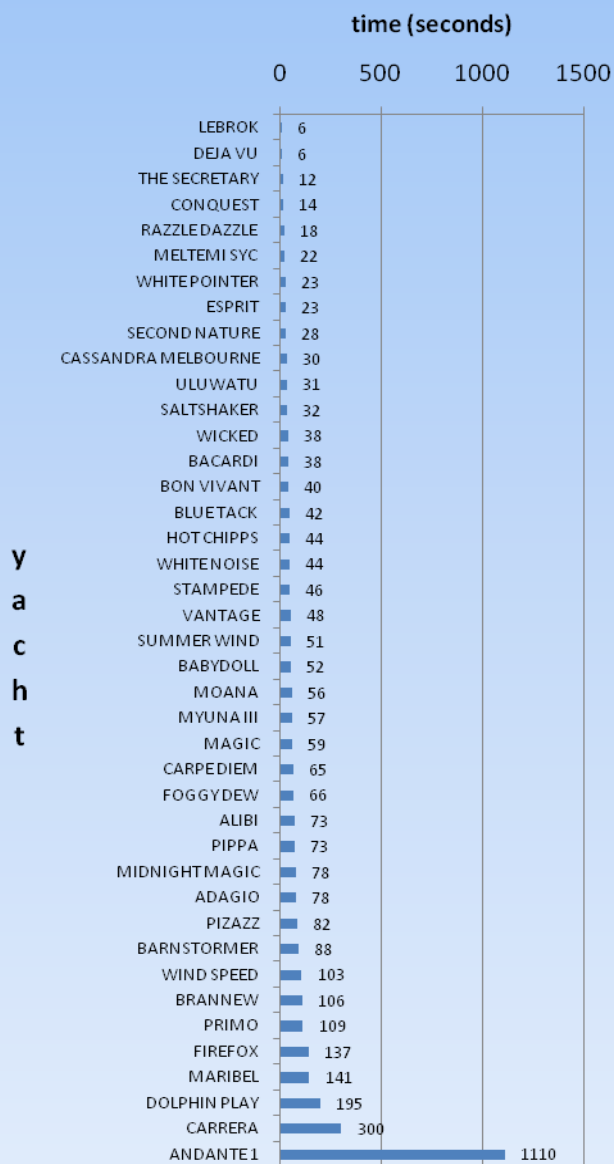 time (seconds)
0 500 1000 1500
LEBROK 6
DEJA VU 6
THE SECRETARY 12
CONQUEST 14
RAZZLE DAZZLE 18
MELTEMI SYC 22
WHITE POINTER 23
ESPRIT 23
SECOND NATURE 28
CASSANDRA MELBOURNE 30
ULUWATU 31
SALTSHAKER 32
WICKED 38
BACARDI 38
BON VIVANT 40
BLUE TACK 42
HOT CHIPPS 44
WHITE NOISE 44
STAMPEDE 46
VANTAGE 48
SUMMER WIND 51
BABYDOLL 52
MOANA 56
MYUNA III 57
MAGIC 59
CARPE DIEM 65
FOGGY DEW 66
ALIBI 73
PIPPA 73
MIDNIGHT MAGIC 78
ADAGIO 78
PIZAZZ 82
BARNSTORMER 88
WIND SPEED 103
BRANNEW 106
PRIMO 109
FIREFOX 137
MARIBEL 141
DOLPHIN PLAY 195
CARRERA 300
ANDANTE 1 1110
yacht